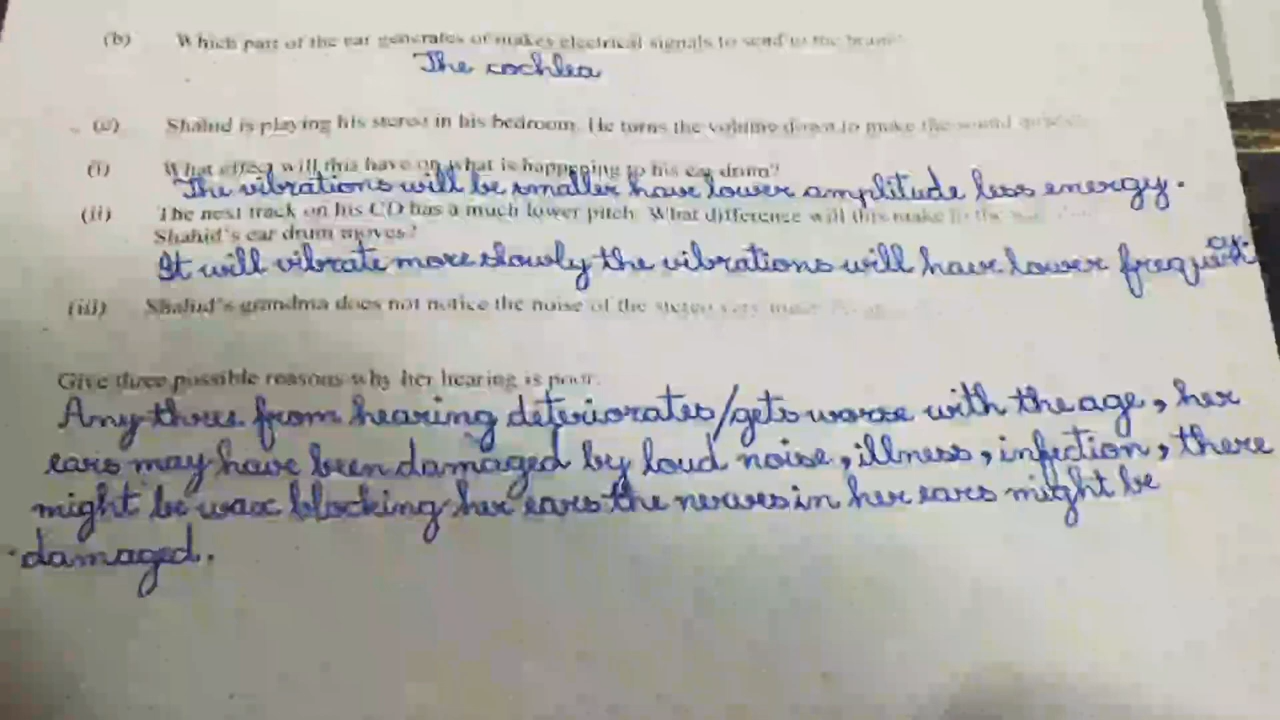 (b) Which part of the ear generates or makes electrical signals to send to the brain?
The cochlea
(c) Shahid is playing his stereo in his bedroom. He turns the volume down to make the sound
(i) What effect will this have on what is happening to his ear drum?
The vibrations will be smaller have lower amplitude less energy.
(ii) The next track on his CD has a much lower pitch. What difference will this make to the
Shahid's ear drum moves?
It will vibrate more slowly the vibrations will have lower frequency.
(iii) Shahid's grandma does not notice the noise of the stereo very
Give three possible reasons why her hearing is poor.
Any three from hearing deteriorates/gets worse with the age, her
ears may have been damaged by loud noise, illness, infection, there
might be wax blocking her ears the nerves in her ears might be
damaged.